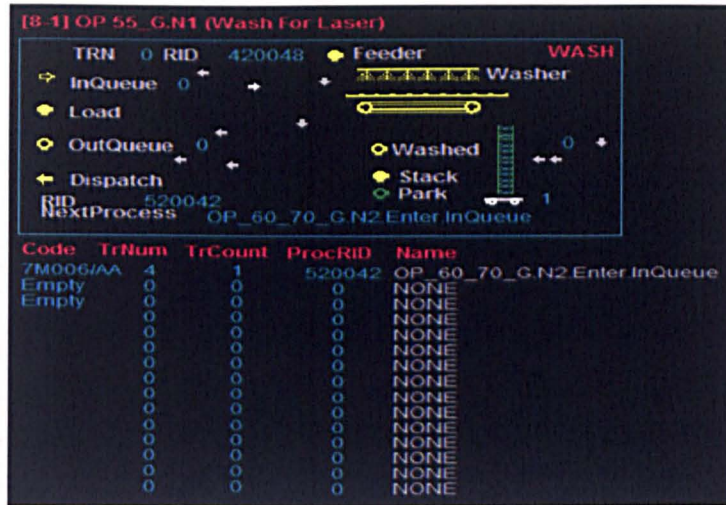 [8-1] OP 55_G.N1 (Wash For Laser)
TRN 0 RID 420048 Feeder WASH
InQueue 0 Washer
Load
OutQueue 0 Washed 0
Dispatch Stack
Park 1
RID 520042
NextProcess OP_60_70_G.N2.Enter.InQueue
Code TrNum TrCount ProcRID Name
7M006/AA 4 1 520042 OP_60_70_G.N2.Enter.InQueue
Empty 0 0 0 NONE
Empty 0 0 0 NONE
0 0 0 NONE
0 0 0 NONE
0 0 0 NONE
0 0 0 NONE
0 0 0 NONE
0 0 0 NONE
0 0 0 NONE
0 0 0 NONE
0 0 0 NONE
0 0 0 NONE
0 0 0 NONE
0 0 0 NONE